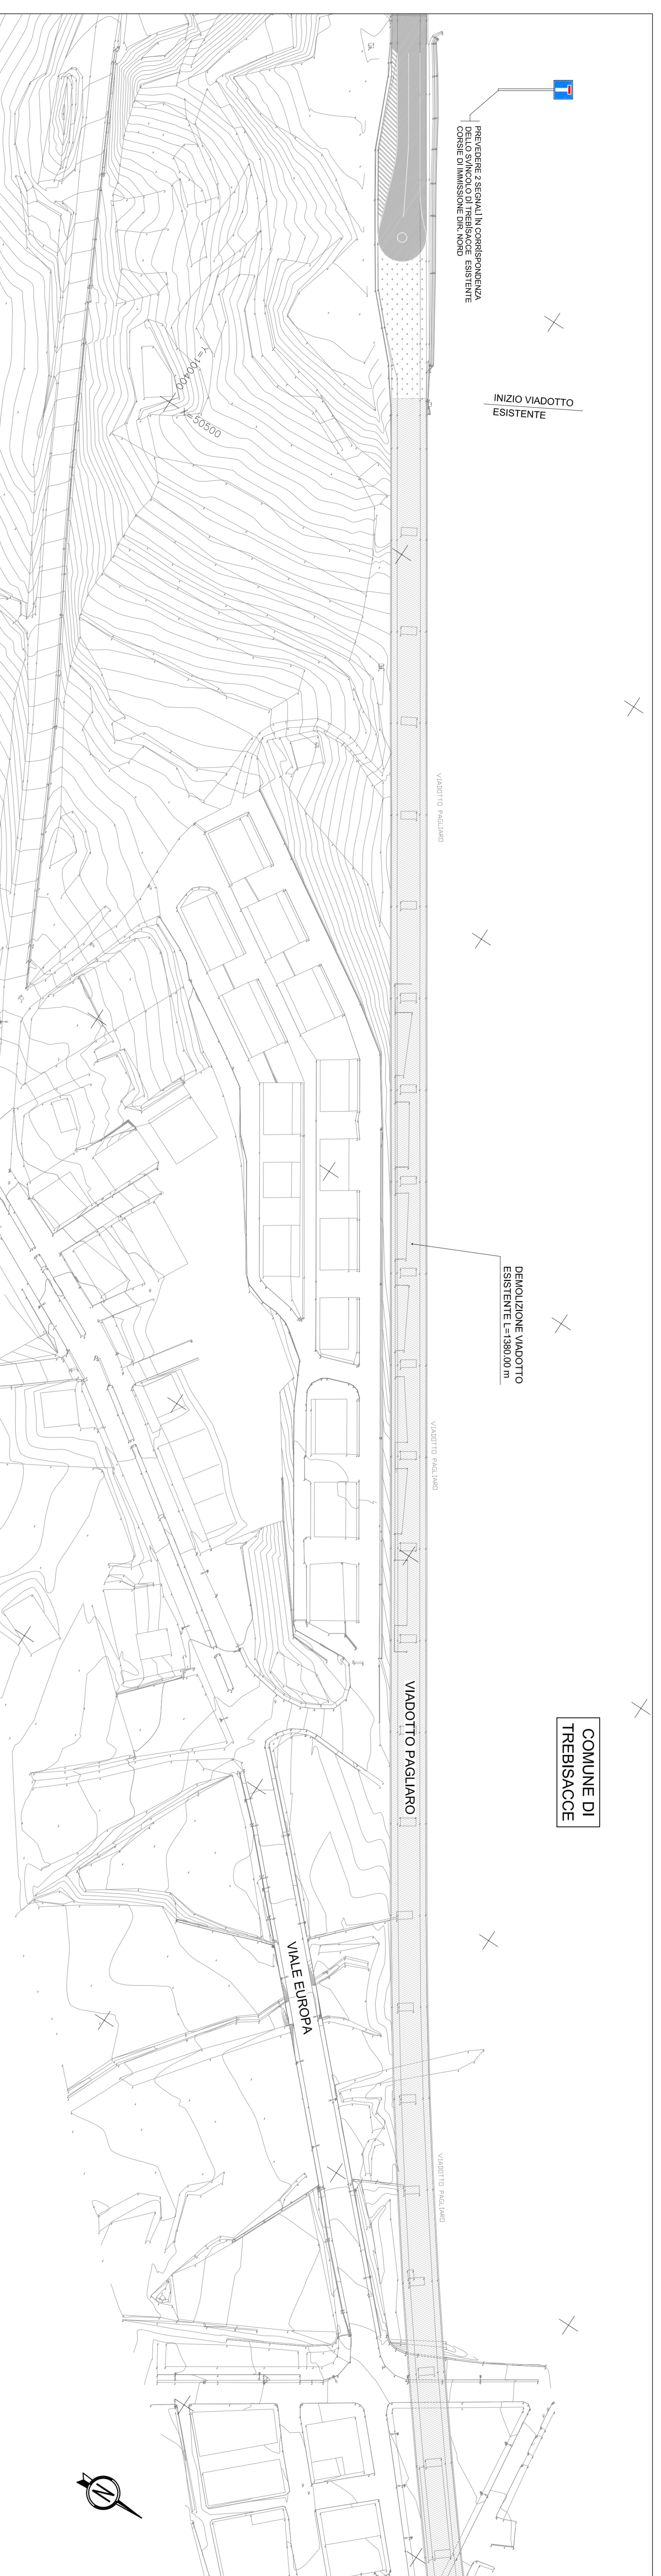 PREVEDERE 2 SEGNALI IN CORRISPONDENZA
DELLO SVINCOLO DI TREBISACCE ESISTENTE
CORSIE DI IMMISSIONE DIR. NORD
INIZIO VIADOTTO
ESISTENTE
Y=100400
X=50500
VIADOTTO PAGLIARO
DEMOLIZIONE VIADOTTO
ESISTENTE L=1380.00 m
VIADOTTO PAGLIARO
COMUNE DI
TREBISACCE
VIADOTTO PAGLIARO
VIALE EUROPA
VIADOTTO PAGLIARO
N